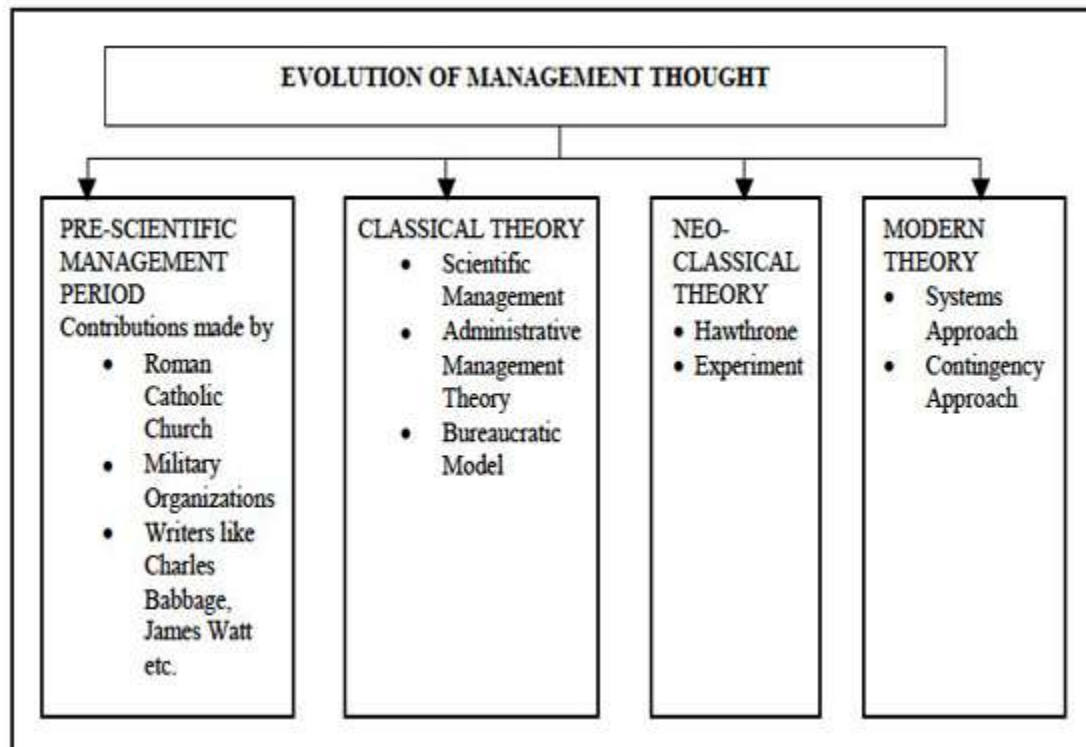 EVOLUTION OF MANAGEMENT THOUGHT
PRE-SCIENTIFIC
MANAGEMENT
PERIOD
Contributions made by
• Roman
Catholic
Church
• Military
Organizations
• Writers like
Charles
Babbage,
James Watt
etc.
CLASSICAL THEORY
• Scientific
Management
• Administrative
Management
Theory
• Bureaucratic
Model
NEO-
CLASSICAL
THEORY
• Hawthrone
• Experiment
MODERN
THEORY
• Systems
Approach
• Contingency
Approach